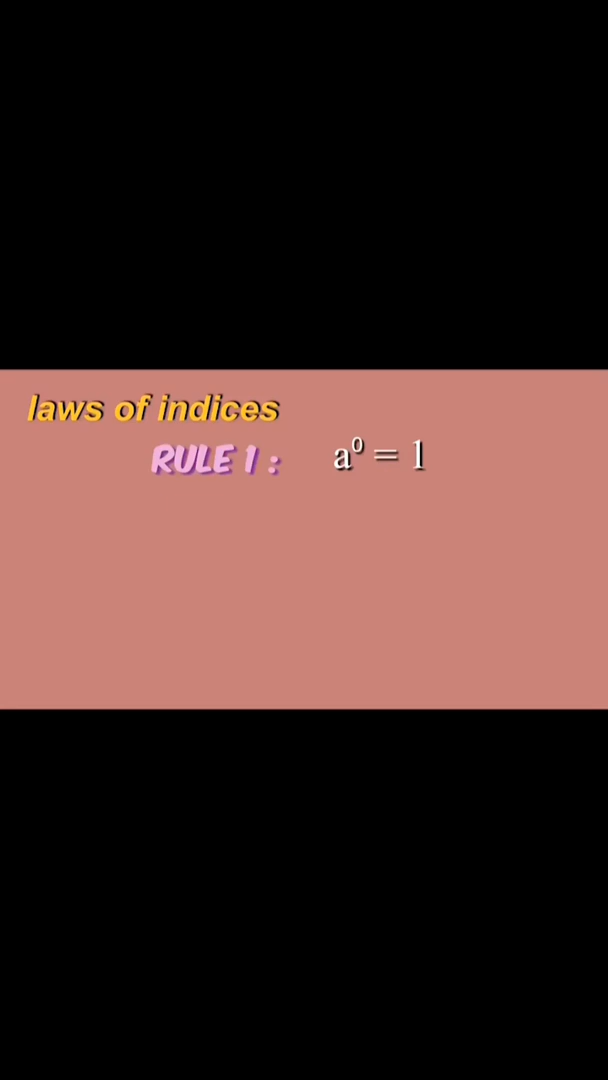 laws of indices
RULE 1 : a⁰ = 1